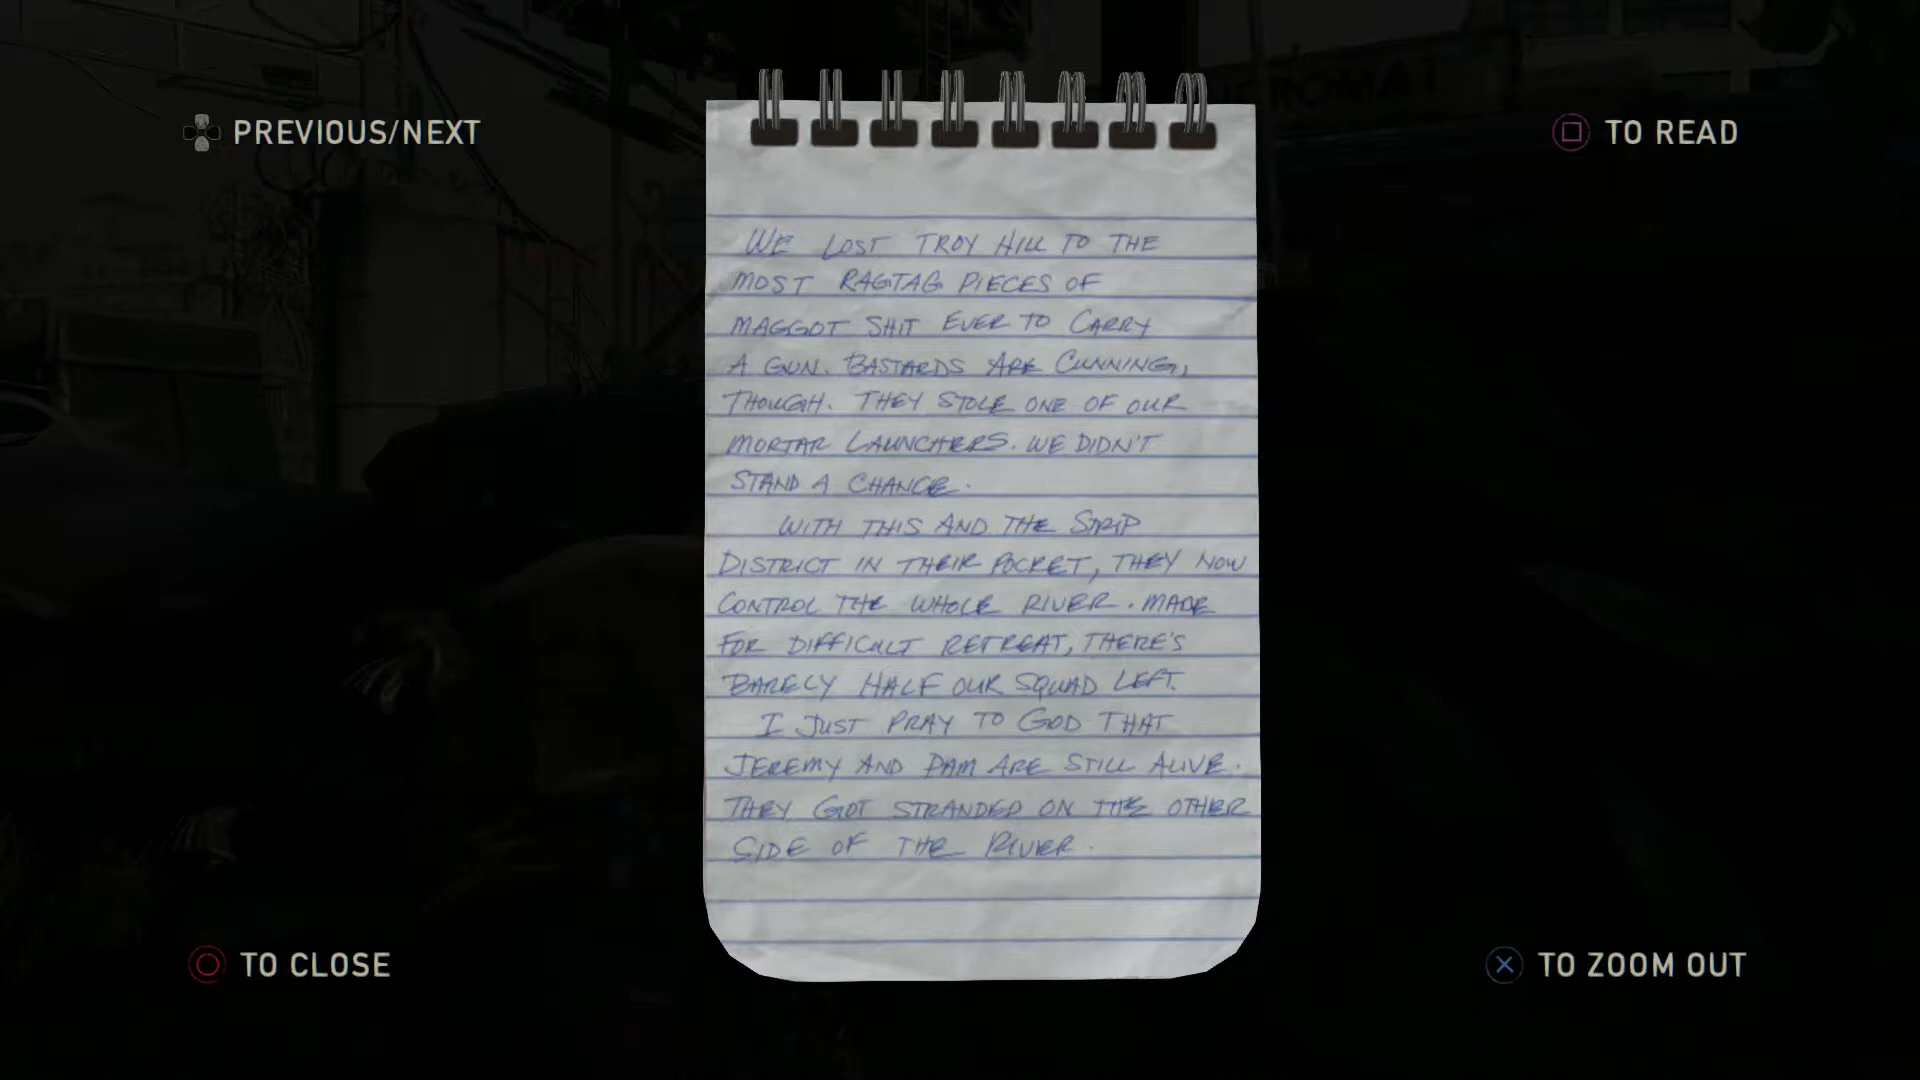 PREVIOUS/NEXT
TO READ
WE LOST TROY HILL TO THE
MOST RAGTAG PIECES OF
MAGGOT SHIT EVER TO CARRY
A GUN. BASTARDS ARE CUNNING,
THOUGH. THEY STOLE ONE OF OUR
MORTAR LAUNCHERS. WE DIDN'T
STAND A CHANCE.
WITH THIS AND THE STRIP
DISTRICT IN THEIR POCKET, THEY NOW
CONTROL THE WHOLE RIVER. MADE
FOR DIFFICULT RETREAT, THERE'S
BARELY HALF OUR SQUAD LEFT.
I JUST PRAY TO GOD THAT
JEREMY AND PAM ARE STILL ALIVE.
THEY GOT STRANDED ON THE OTHER
SIDE OF THE RIVER.
TO CLOSE
TO ZOOM OUT